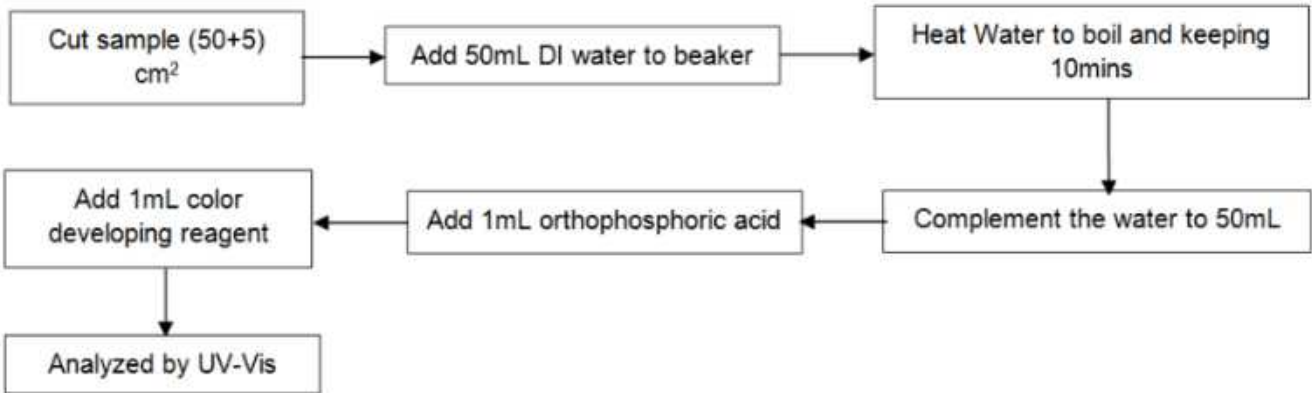 Cut sample (50+5)
cm²
Add 50mL DI water to beaker
Heat Water to boil and keeping
10mins
Complement the water to 50mL
Add 1mL orthophosphoric acid
Add 1mL color
developing reagent
Analyzed by UV-Vis